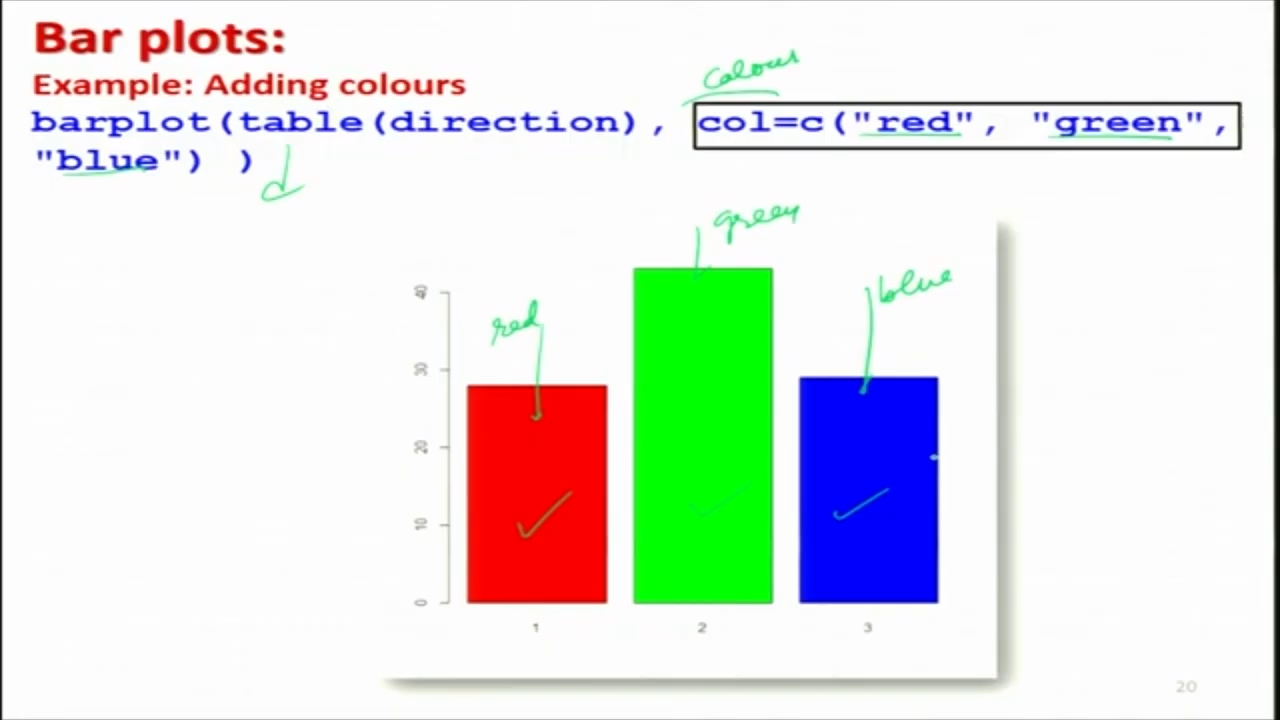 Bar plots:
Example: Adding colours
colour
barplot(table(direction), col=c("red", "green",
"blue") )
green
blue
red
40
30
20
10
0
1 2 3
20